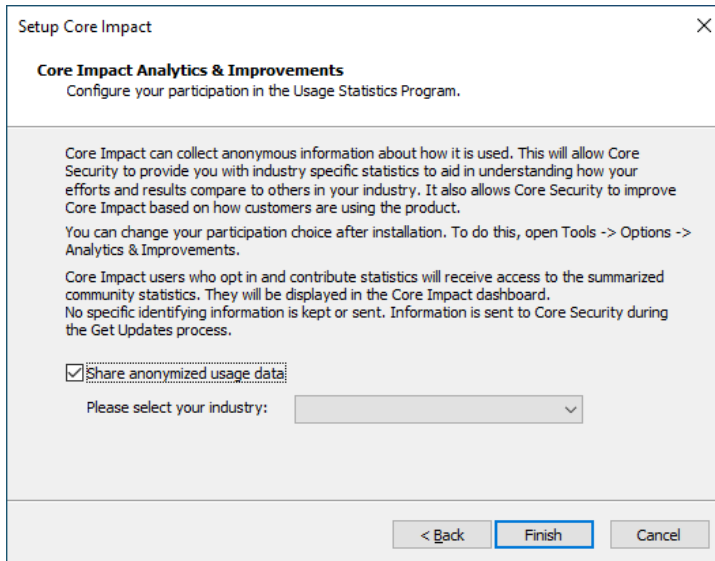 Setup Core Impact
Core Impact Analytics & Improvements
Configure your participation in the Usage Statistics Program.
Core Impact can collect anonymous information about how it is used. This will allow Core
Security to provide you with industry specific statistics to aid in understanding how your
efforts and results compare to others in your industry. It also allows Core Security to improve
Core Impact based on how customers are using the product.
You can change your participation choice after installation. To do this, open Tools -> Options ->
Analytics & Improvements.
Core Impact users who opt in and contribute statistics will receive access to the summarized
community statistics. They will be displayed in the Core Impact dashboard.
No specific identifying information is kept or sent. Information is sent to Core Security during
the Get Updates process.
Share anonymized usage data
Please select your industry:
< Back Finish Cancel